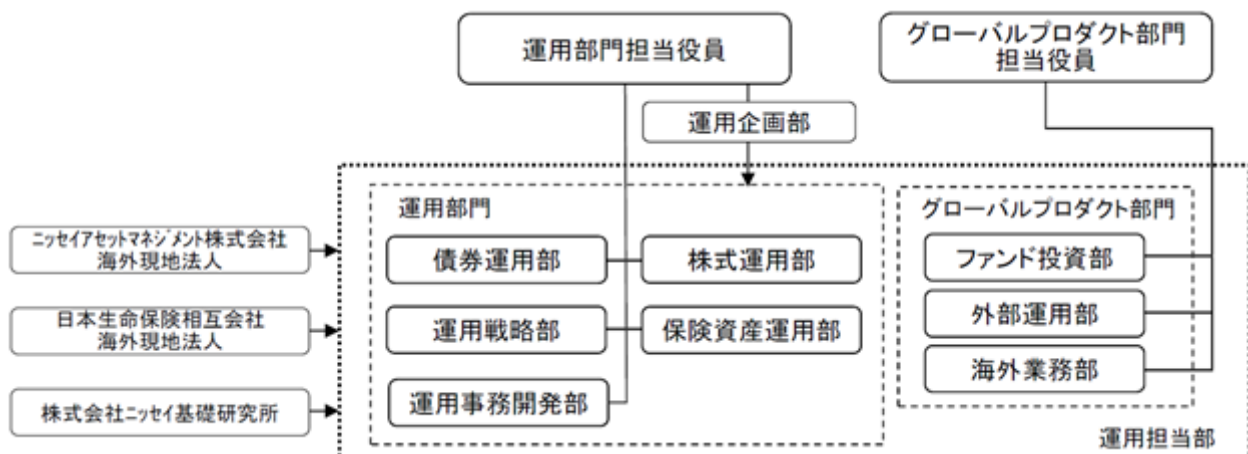 運用部門担当役員
グローバルプロダクト部門
担当役員
運用企画部
運用部門
グローバルプロダクト部門
ニッセイアセットマネジメント株式会社
海外現地法人
債券運用部
株式運用部
ファンド投資部
日本生命保険相互会社
海外現地法人
運用戦略部
保険資産運用部
外部運用部
海外業務部
株式会社ニッセイ基礎研究所
運用事務開発部
運用担当部